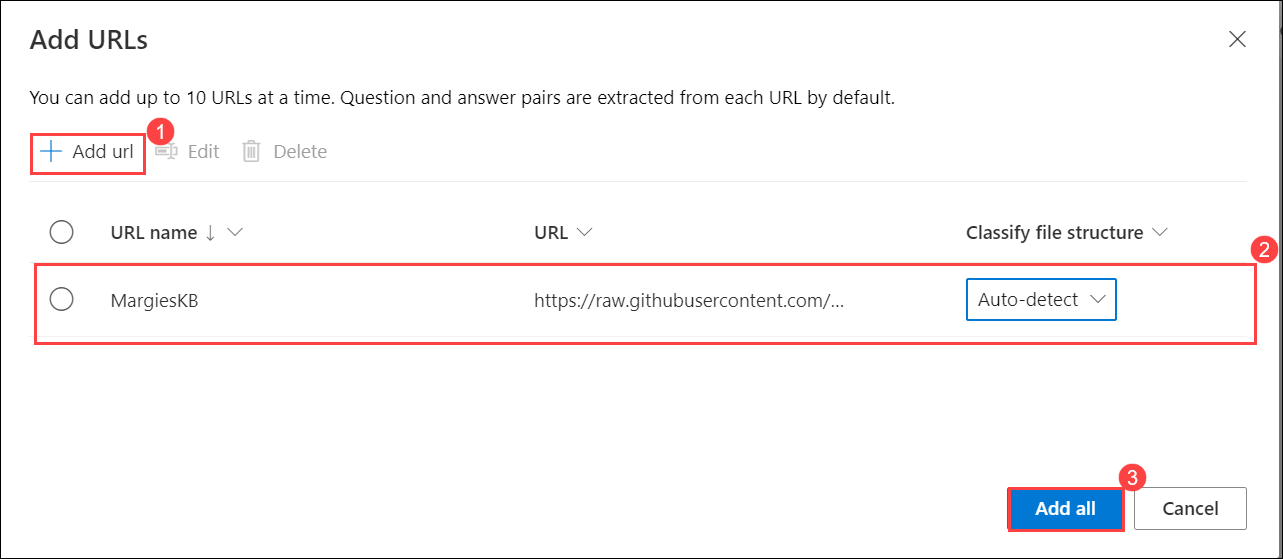 Add URLs
You can add up to 10 URLs at a time. Question and answer pairs are extracted from each URL by default.
1
Add url Edit Delete
URL name URL Classify file structure
2
MargiesKB https://raw.githubusercontent.com/... Auto-detect
3
Add all Cancel